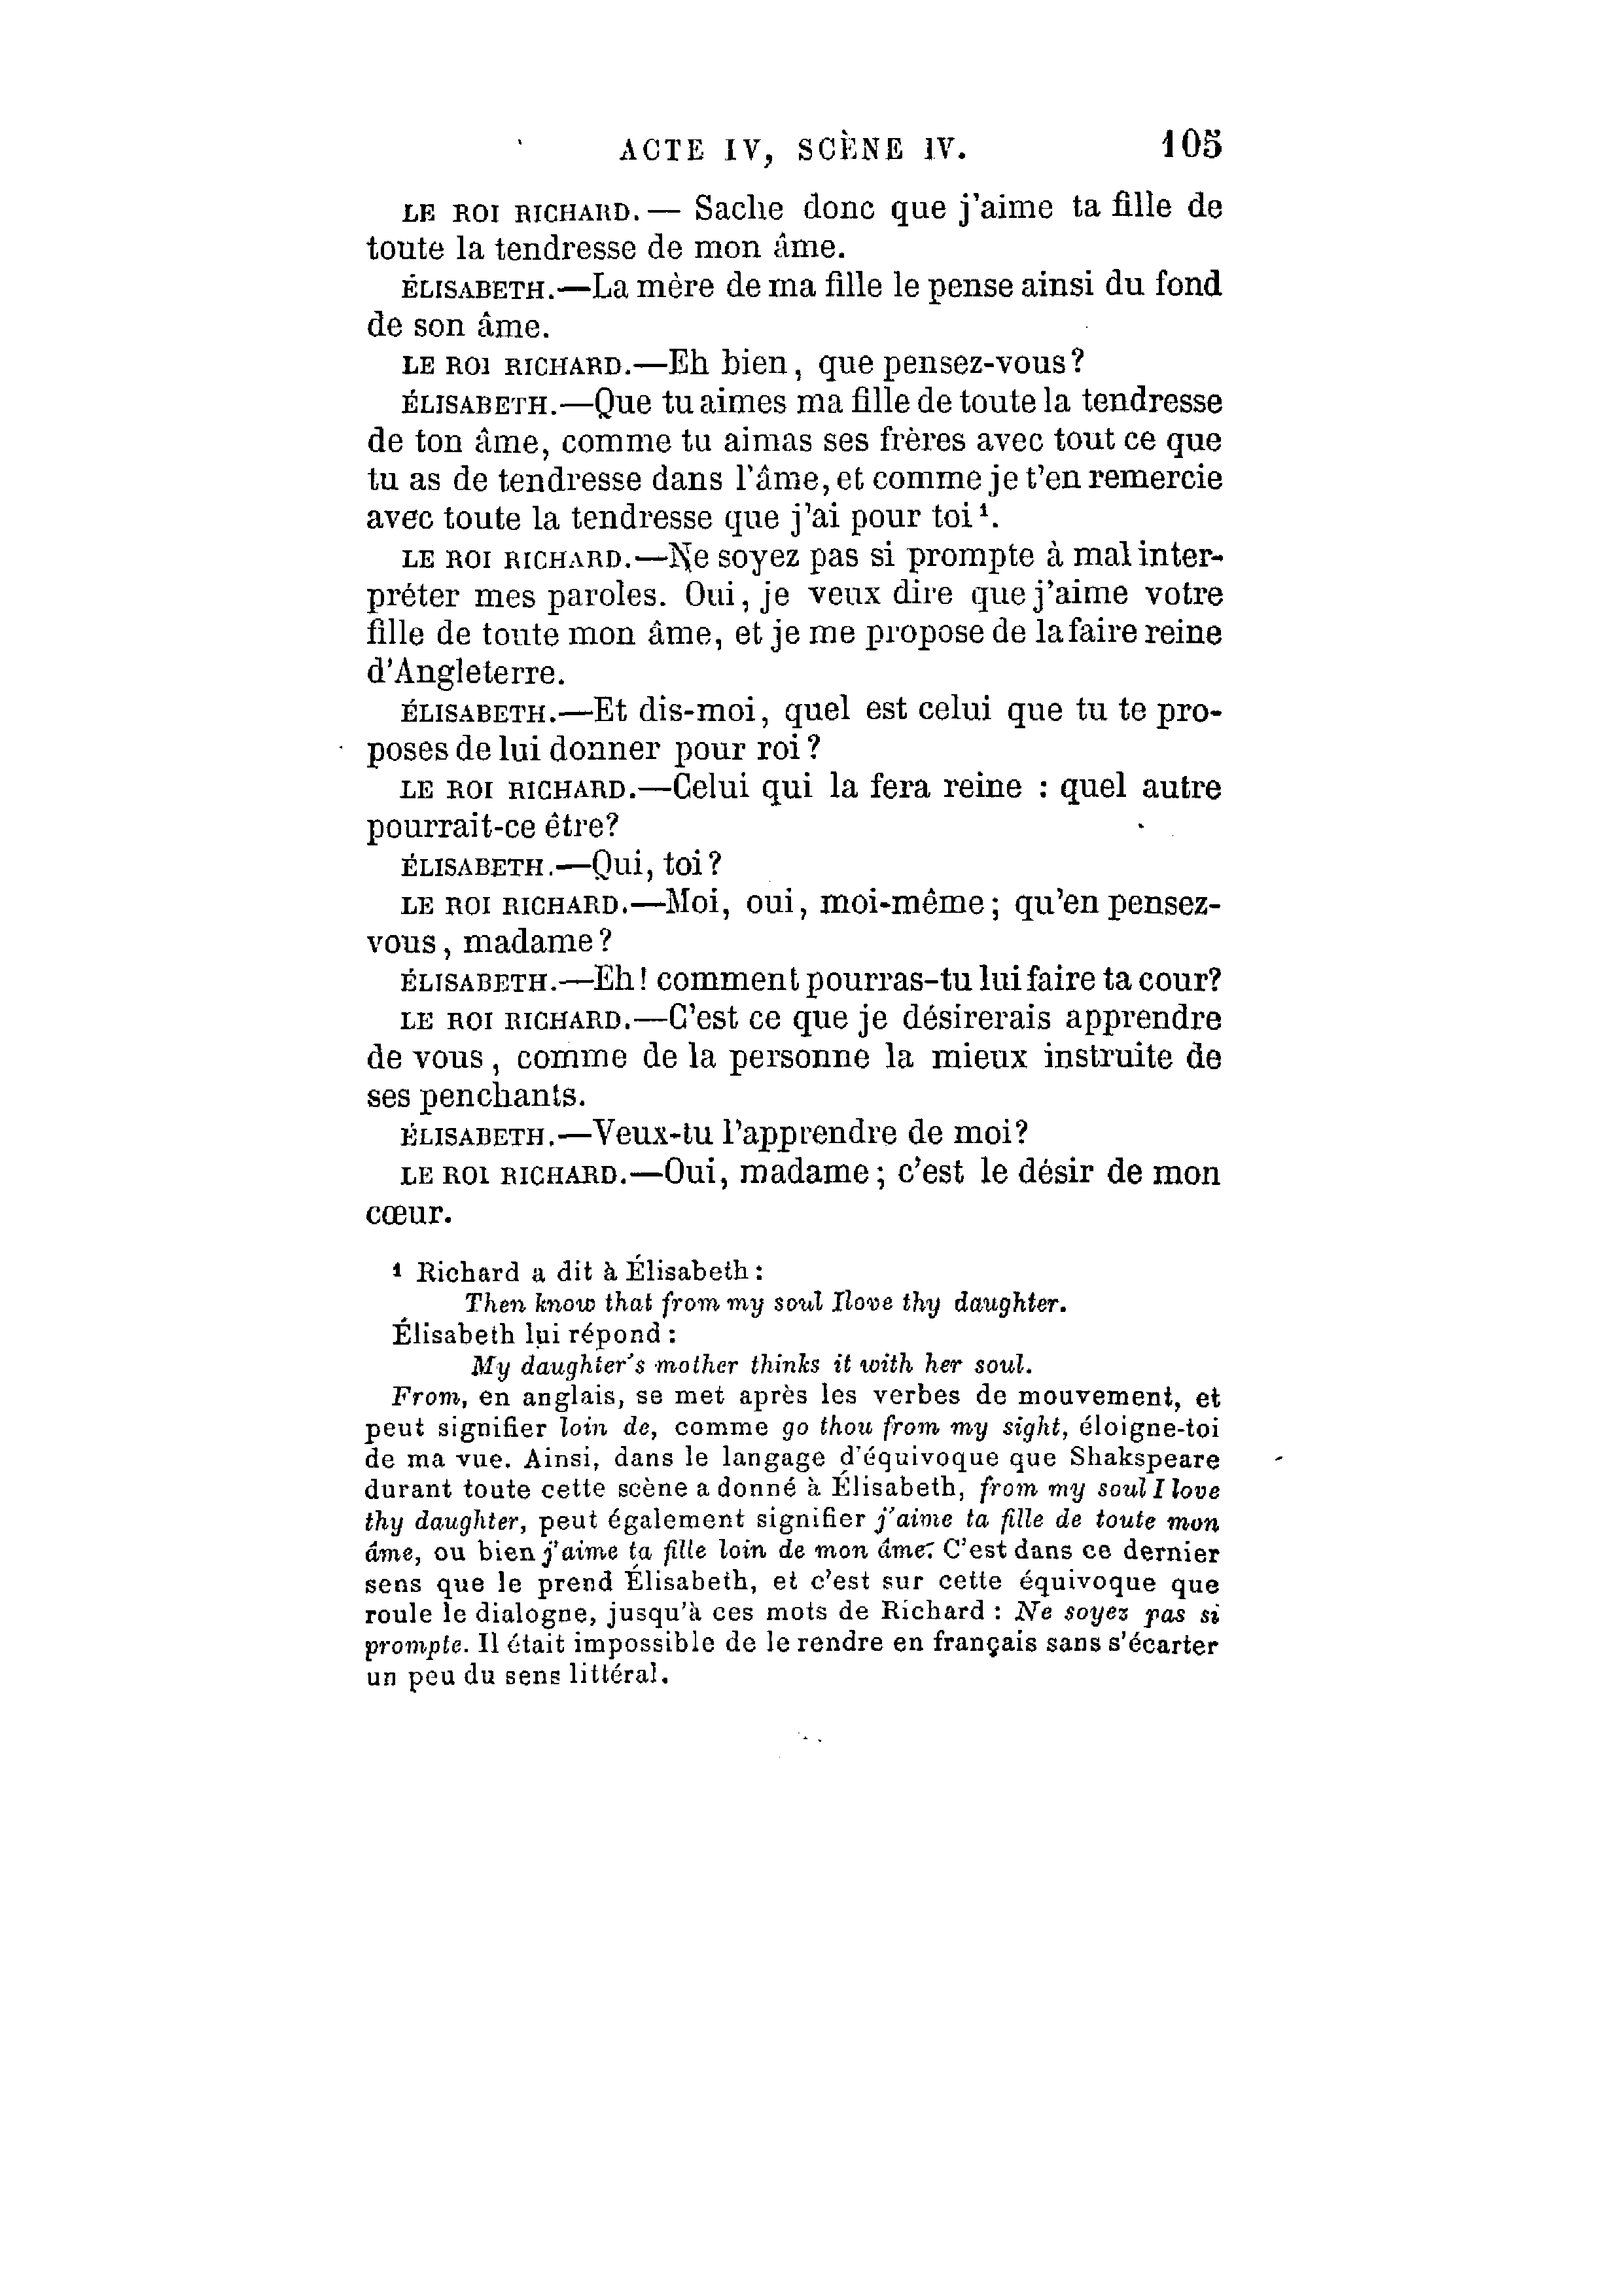 ACTE IV, SCÈNE IV. 105
LE ROI RICHARD.— Sache donc que j'aime ta fille de
toute la tendresse de mon âme.
ÉLISABETH.—La mère de ma fille le pense ainsi du fond
de son âme.
LE ROI RICHARD.—Eh bien, que pensez-vous?
ÉLISABETH.—Que tu aimes ma fille de toute la tendresse
de ton âme, comme tu aimas ses frères avec tout ce que
tu as de tendresse dans l'âme, et comme je t'en remercie
avec toute la tendresse que j'ai pour toi¹.
LE ROI RICHARD.—Ne soyez pas si prompte à mal inter-
préter mes paroles. Oui, je veux dire que j'aime votre
fille de toute mon âme, et je me propose de la faire reine
d'Angleterre.
ÉLISABETH.—Et dis-moi, quel est celui que tu te pro-
poses de lui donner pour roi?
LE ROI RICHARD.—Celui qui la fera reine : quel autre
pourrait-ce être?
ÉLISABETH.—Qui, toi?
LE ROI RICHARD.—Moi, oui, moi-même; qu'en pensez-
vous, madame?
ÉLISABETH.—Eh! comment pourras-tu lui faire ta cour?
LE ROI RICHARD.—C'est ce que je désirerais apprendre
de vous, comme de la personne la mieux instruite de
ses penchants.
ÉLISABETH.—Veux-tu l'apprendre de moi?
LE ROI RICHARD.—Oui, madame; c'est le désir de mon
cœur.
¹ Richard a dit à Élisabeth:
Then know that from my soul I love thy daughter.
Élisabeth lui répond:
My daughter's mother thinks it with her soul.
From, en anglais, se met après les verbes de mouvement, et
peut signifier loin de, comme go thou from my sight, éloigne-toi
de ma vue. Ainsi, dans le langage d'équivoque que Shakspeare
durant toute cette scène a donné à Élisabeth, from my soul I love
thy daughter, peut également signifier j'aime ta fille de toute mon
âme, ou bien j'aime ta fille loin de mon âme. C'est dans ce dernier
sens que le prend Élisabeth, et c'est sur cette équivoque que
roule le dialogue, jusqu'à ces mots de Richard : Ne soyez pas si
prompte. Il était impossible de le rendre en français sans s'écarter
un peu du sens littéral.